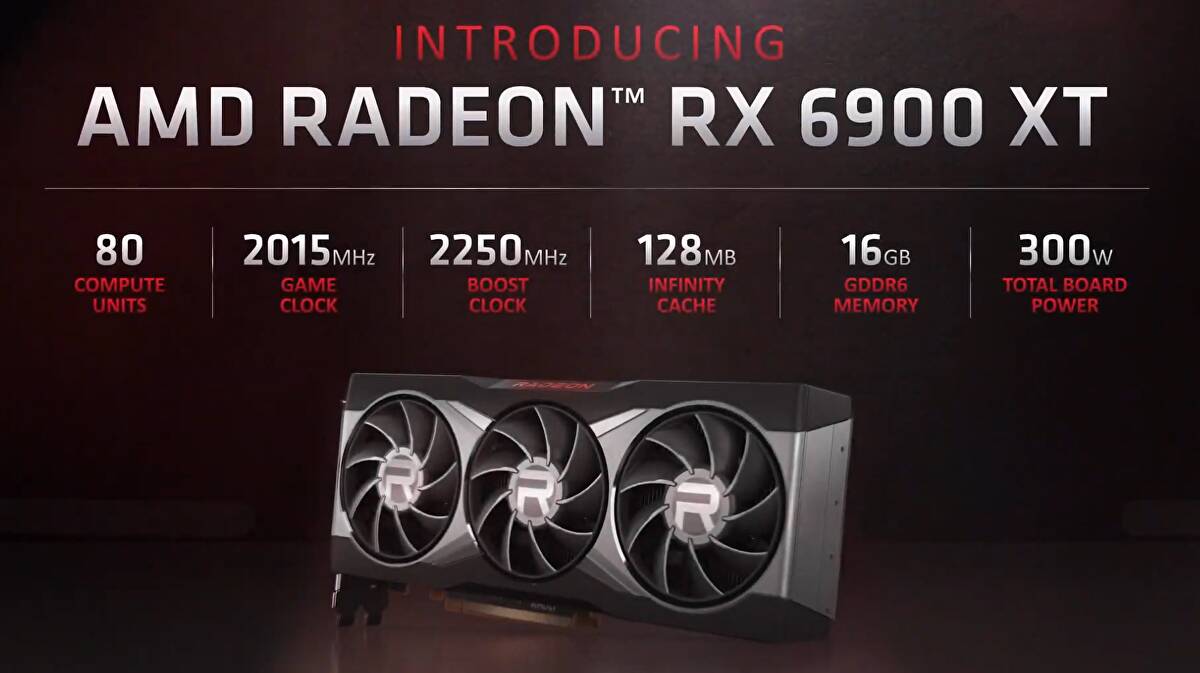 INTRODUCING
AMD RADEON™ RX 6900 XT
80
COMPUTE
UNITS
2015MHz
GAME
CLOCK
2250MHz
BOOST
CLOCK
128MB
INFINITY
CACHE
16GB
GDDR6
MEMORY
300W
TOTAL BOARD
POWER
RADEON
R
R
R